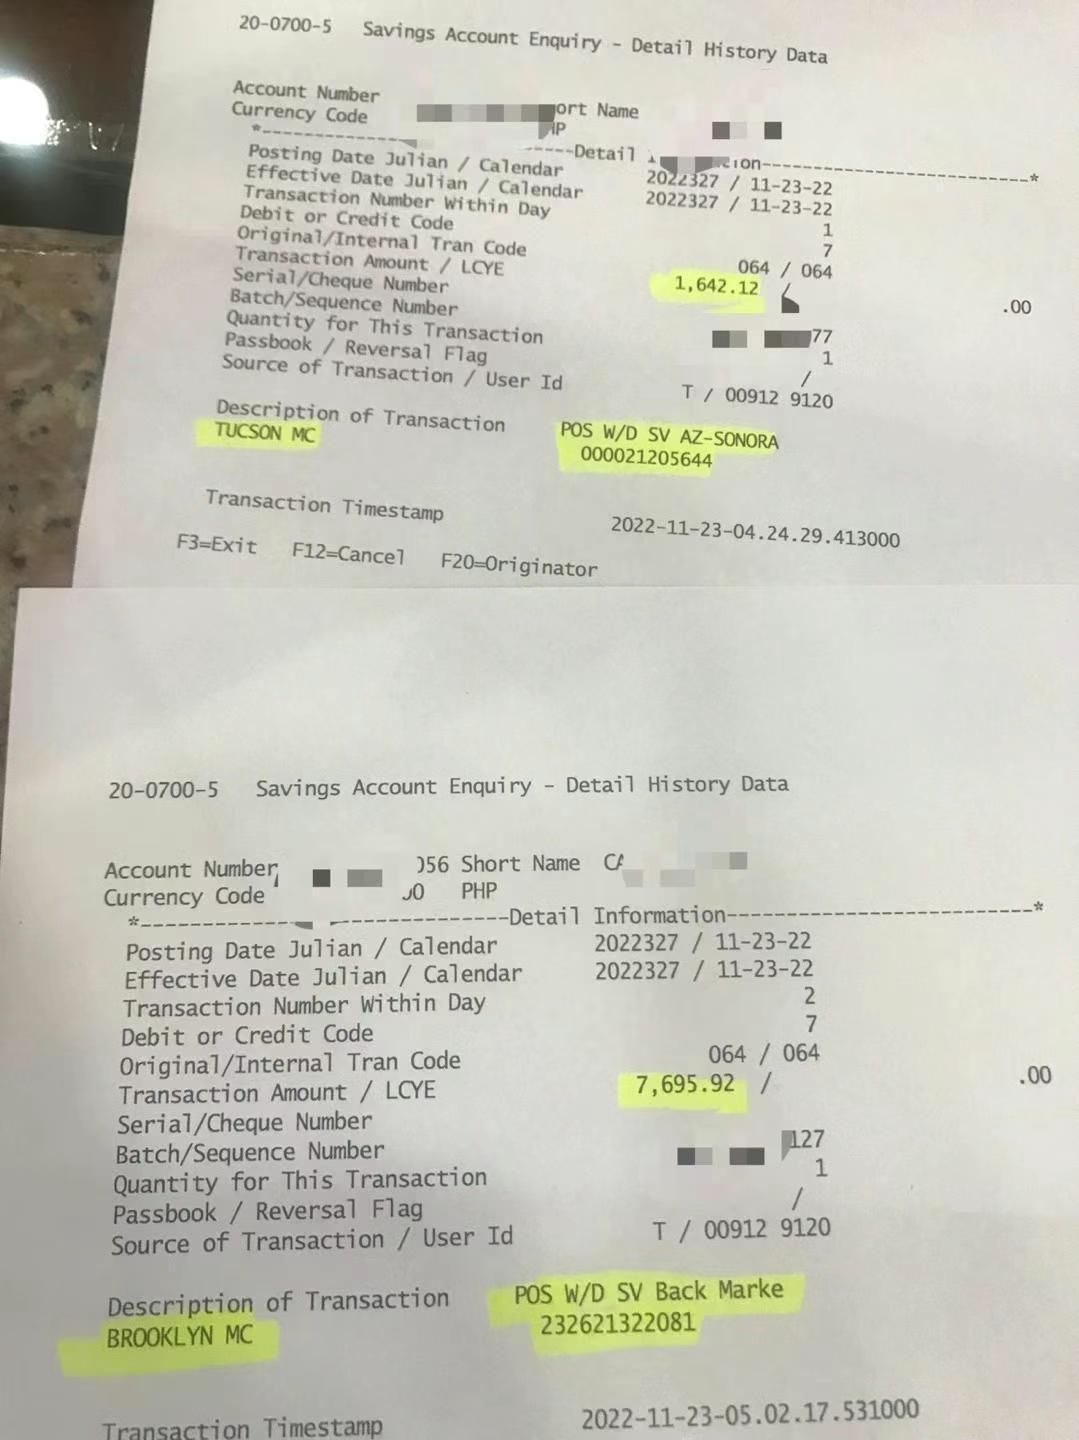 20-0700-5 Savings Account Enquiry - Detail History Data
Account Number ort Name
Currency Code HP
*--------------------Detail ion--------------------*
Posting Date Julian / Calendar 2022327 / 11-23-22
Effective Date Julian / Calendar 2022327 / 11-23-22
Transaction Number Within Day 1
Debit or Credit Code 7
Original/Internal Tran Code 064 / 064
Transaction Amount / LCYE 1,642.12 / .00
Serial/Cheque Number
Batch/Sequence Number 77
Quantity for This Transaction 1
Passbook / Reversal Flag /
Source of Transaction / User Id T / 00912 9120
Description of Transaction POS W/D SV AZ-SONORA
TUCSON MC 000021205644
Transaction Timestamp 2022-11-23-04.24.29.413000
F3=Exit F12=Cancel F20=Originator
20-0700-5 Savings Account Enquiry - Detail History Data
Account Number 056 Short Name CA
Currency Code PHP
*----------------------------Detail Information-----------------------*
Posting Date Julian / Calendar 2022327 / 11-23-22
Effective Date Julian / Calendar 2022327 / 11-23-22
Transaction Number Within Day 2
Debit or Credit Code 7
Original/Internal Tran Code 064 / 064
Transaction Amount / LCYE 7,695.92 / .00
Serial/Cheque Number
Batch/Sequence Number 127
Quantity for This Transaction 1
Passbook / Reversal Flag /
Source of Transaction / User Id T / 00912 9120
Description of Transaction POS W/D SV Back Marke
BROOKLYN MC 232621322081
Transaction Timestamp 2022-11-23-05.02.17.531000